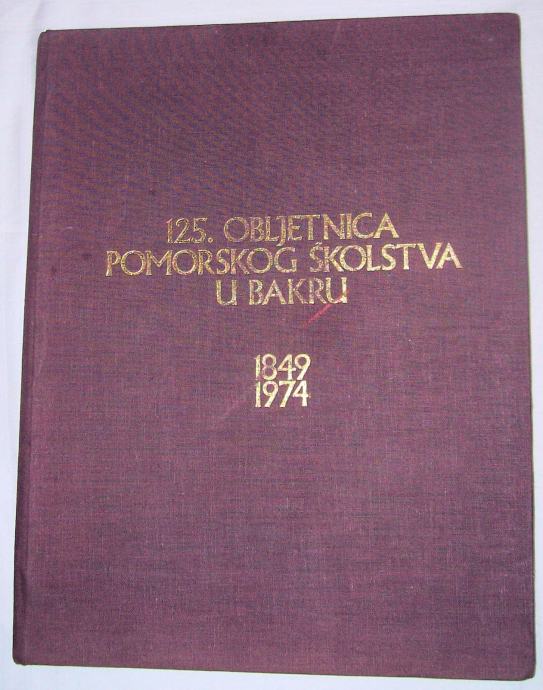 125. OBLJETNICA
POMORSKOG ŠKOLSTVA
U BAKRU
1849
1974